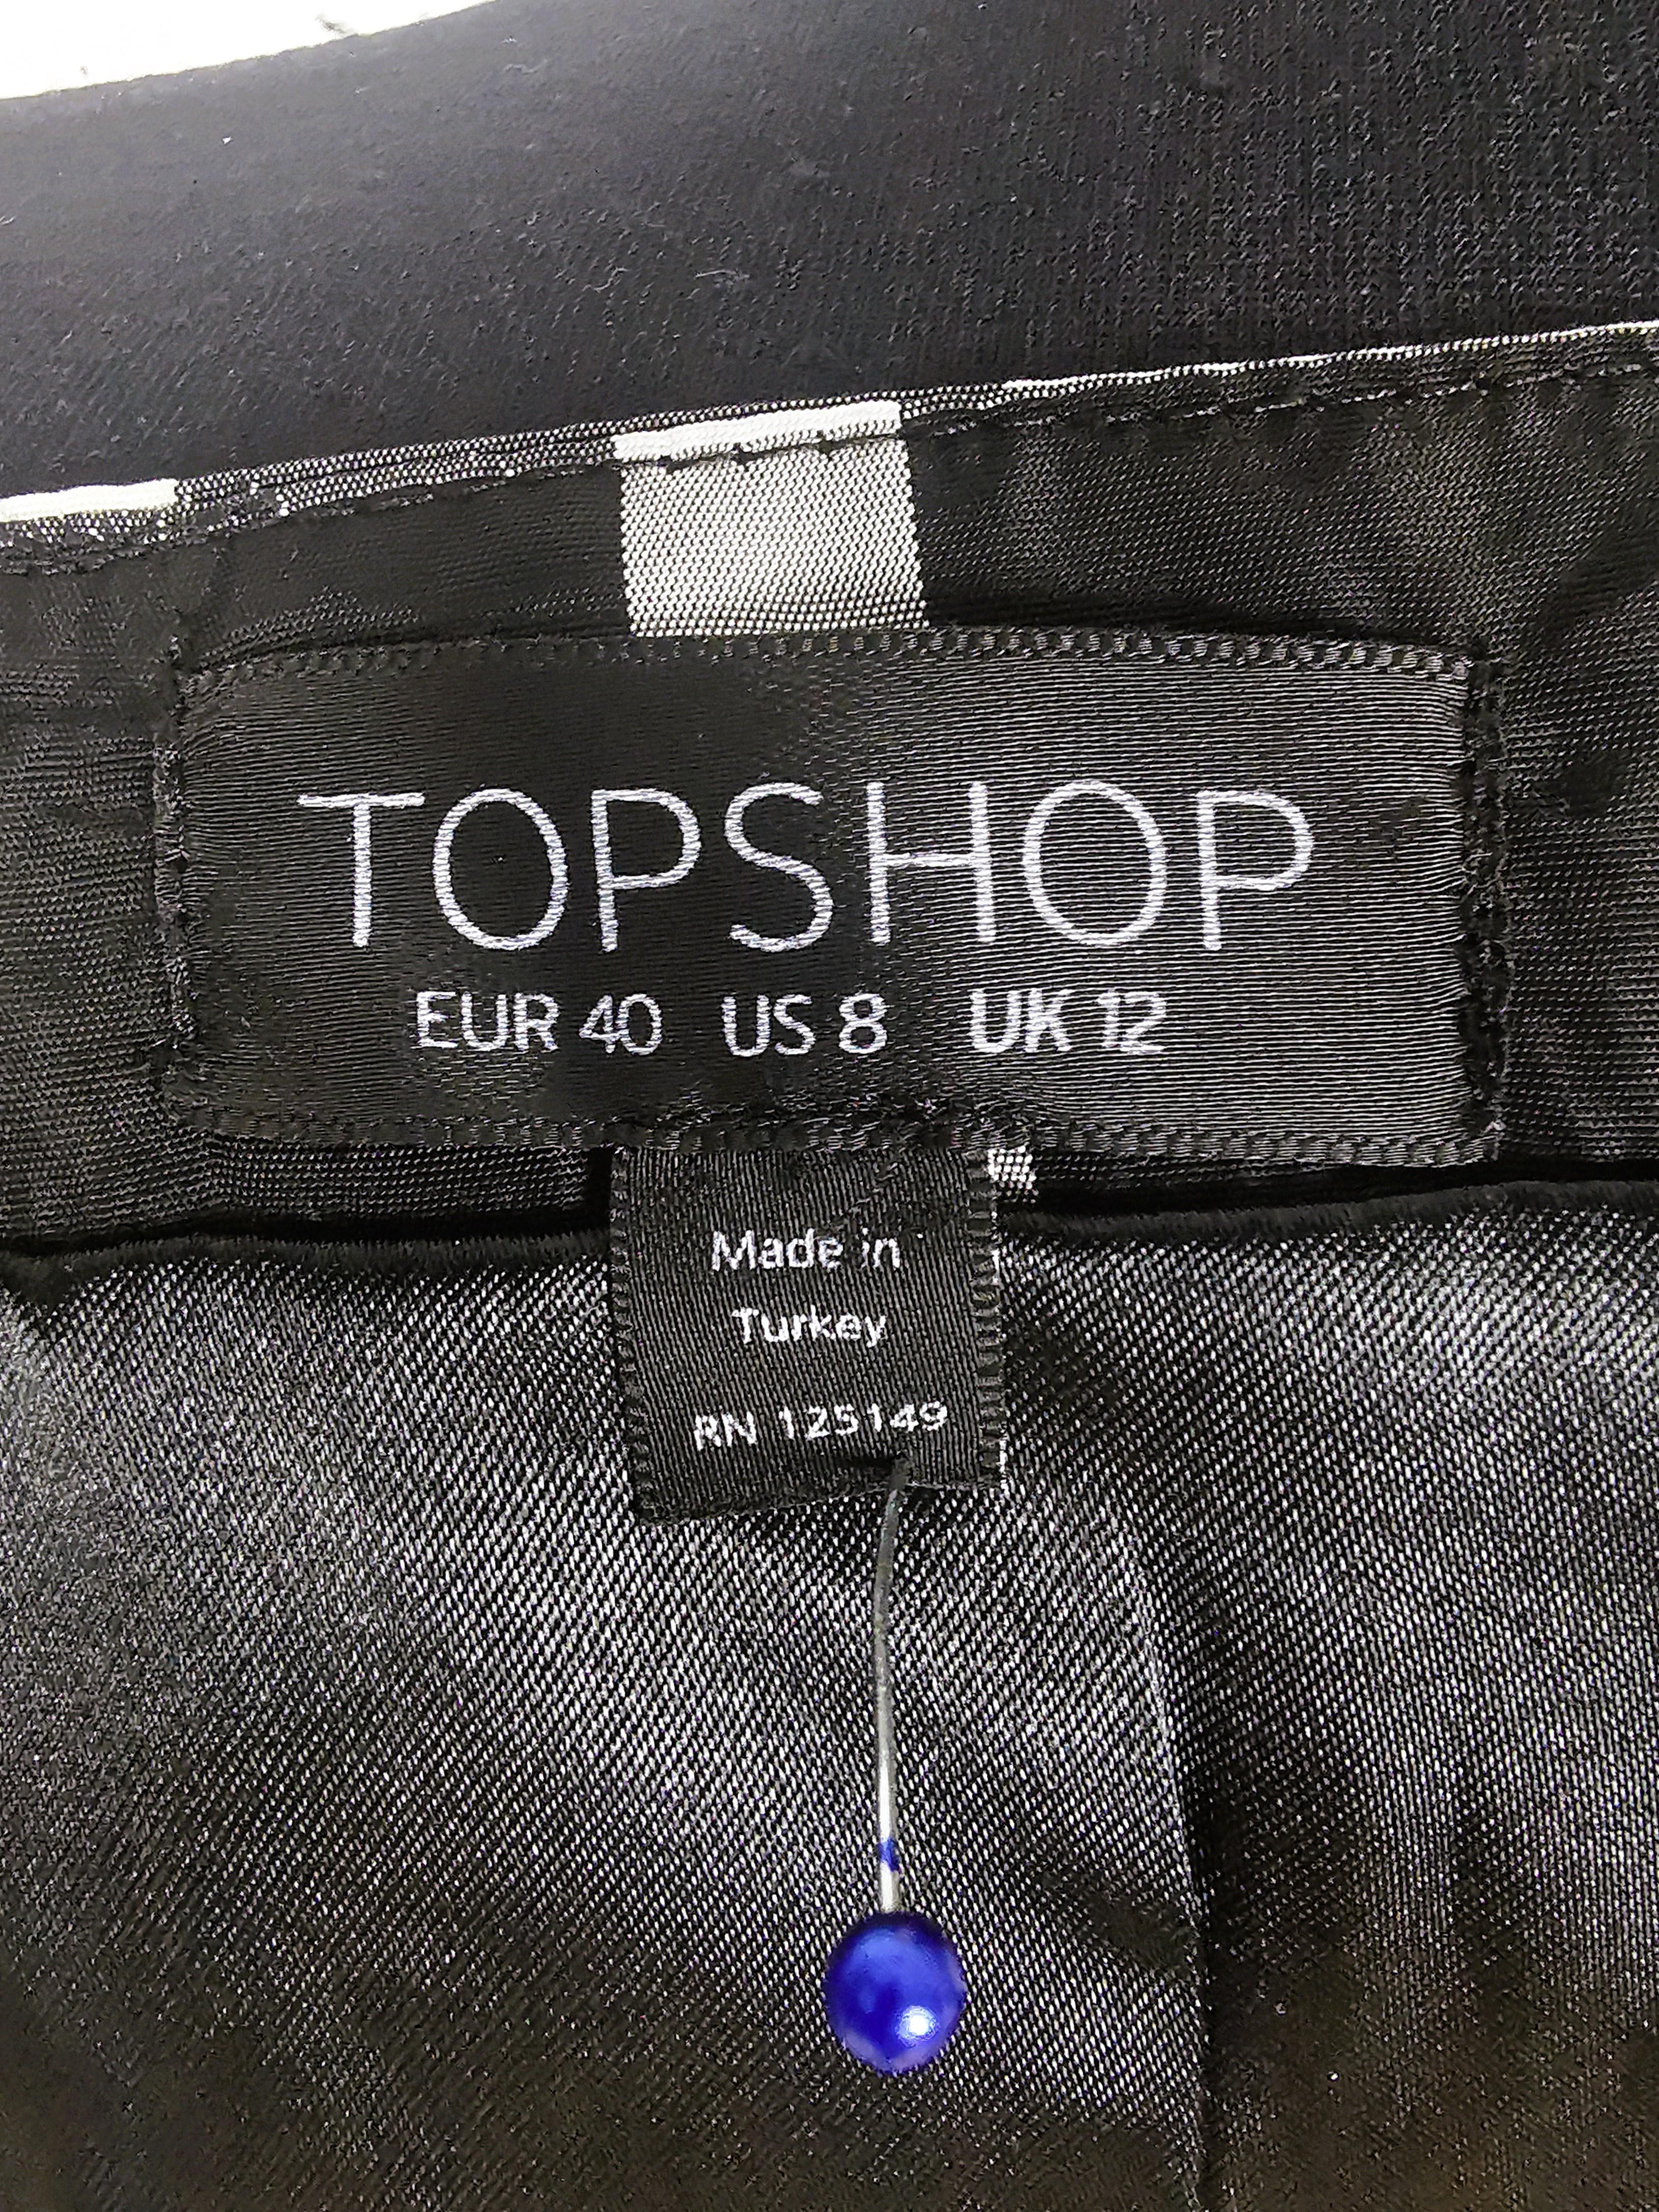 TOPSHOP
EUR 40 US 8 UK 12
Made in
Turkey
RN 125149